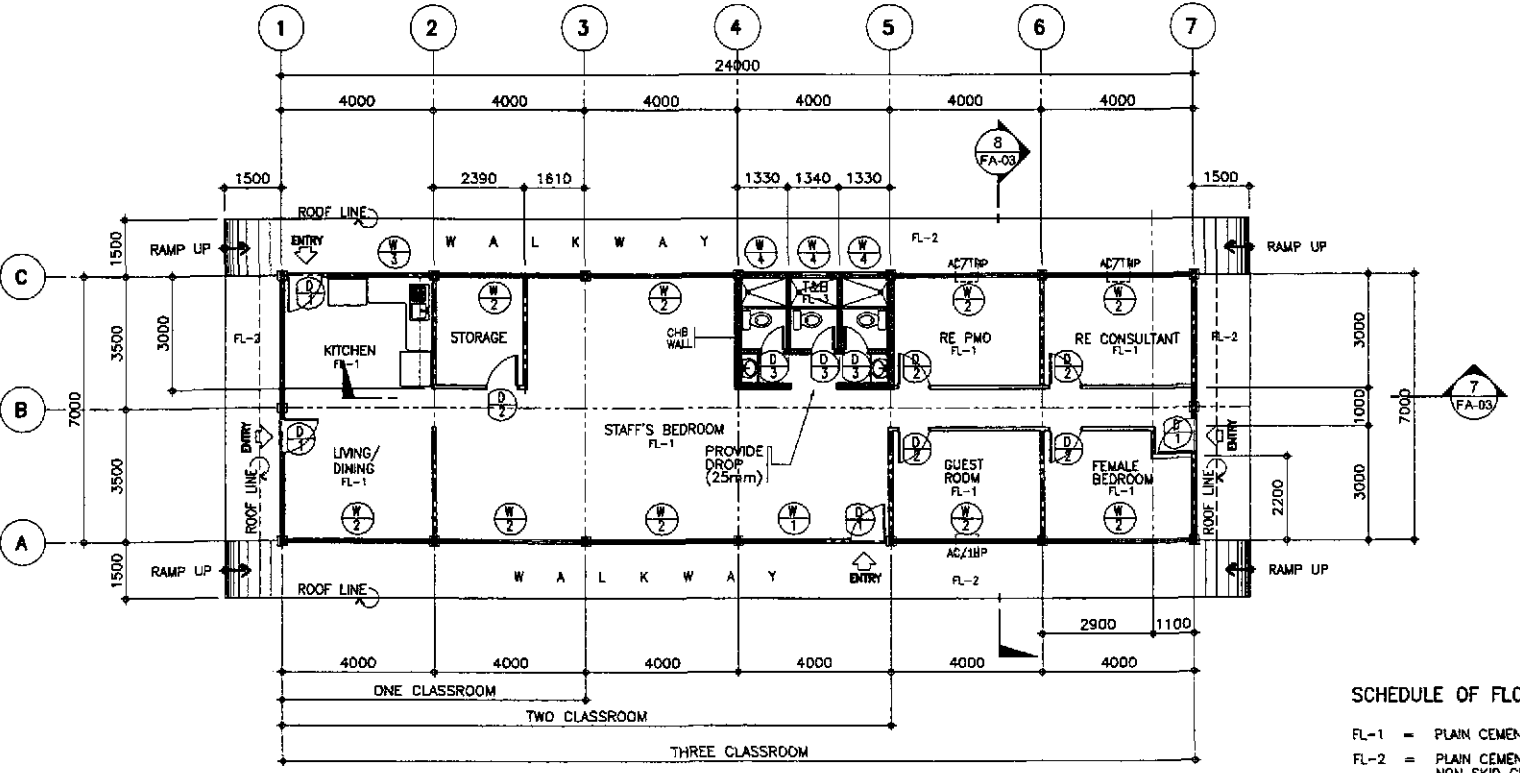 1 2 3 4 5 6 7
24000
4000 4000 4000 4000 4000 4000
8
FA-03
1500 2390 1610 1330 1340 1330 1500
ROOF LINE
1500 RAMP UP ENTRY W 3 W A L K W A Y W 4 W 4 W 4 FL-2 RAMP UP
AC/1HP AC/1HP
C
D 1 W 2 W 2 T&B FL-3 W 2 W 2
3500 3000 FL-2 KITCHEN FL-1 STORAGE CHB WALL RE PMO FL-1 RE CONSULTANT FL-1 FL-2 3000
D 3 D 3 D 3 D 2 D 2
7
FA-03
B
7000 D 2 1000 7000
ENTRY D 1 STAFF'S BEDROOM FL-1 D 2 D 2 D 1 ENTRY
LIVING/
DINING
FL-1
PROVIDE
DROP
(25mm)
GUEST
ROOM
FL-1
FEMALE
BEDROOM
FL-1
3500 ROOF LINE ROOF LINE 2200 3000
W 2 W 2 W 2 W 1 D 1 W 2 W 2
A
AC/1HP
1500 RAMP UP W A L K W A Y ENTRY FL-2 RAMP UP
ROOF LINE
2900 1100
4000 4000 4000 4000 4000 4000
ONE CLASSROOM
TWO CLASSROOM
THREE CLASSROOM
SCHEDULE OF FLO
FL-1 = PLAIN CEMEN
FL-2 = PLAIN CEMEN
NON SKID